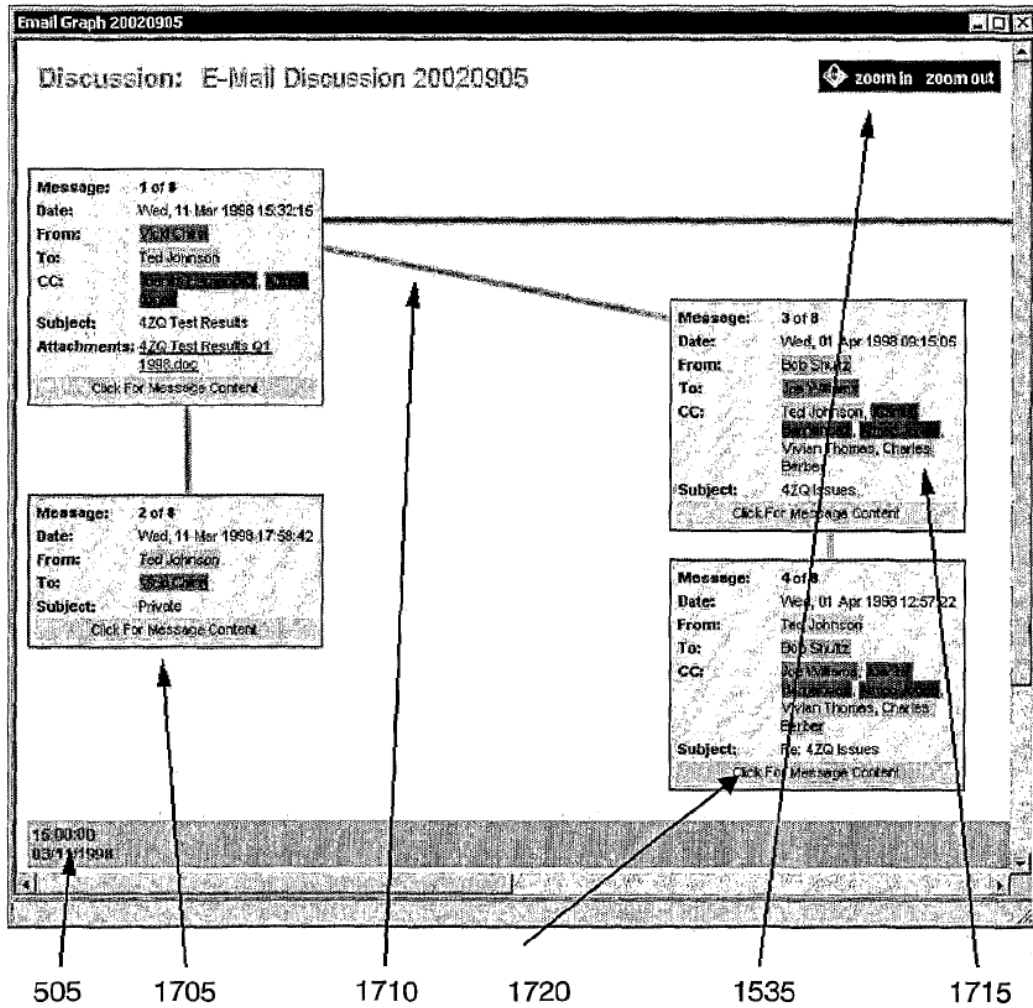 Email Graph 20020905
Discussion: E-Mail Discussion 20020905
zoom in zoom out
Message: 1 of 8
Date: Wed, 11 Mar 1998 15:32:15
From:
To: Ted Johnson
CC:
Subject: 4ZQ Test Results
Attachments: 4ZQ Test Results Q1
1998.doc
Click For Message Content
Message: 2 of 8
Date: Wed, 11 Mar 1998 17:58:42
From: Ted Johnson
To:
Subject: Private
Click For Message Content
Message: 3 of 8
Date: Wed, 01 Apr 1998 09:15:05
From: Bob Shultz
To: Joe Williams
CC: Ted Johnson,
Vivian Thomas, Charles
Berber
Subject: 4ZQ Issues
Click For Message Content
Message: 4 of 8
Date: Wed, 01 Apr 1998 12:57:22
From: Ted Johnson
To: Bob Shultz
CC: Joe Williams,
Vivian Thomas, Charles
Berber
Subject: Re: 4ZQ Issues
Click For Message Content
15:00:00
03/11/1998
505 1705 1710 1720 1535 1715